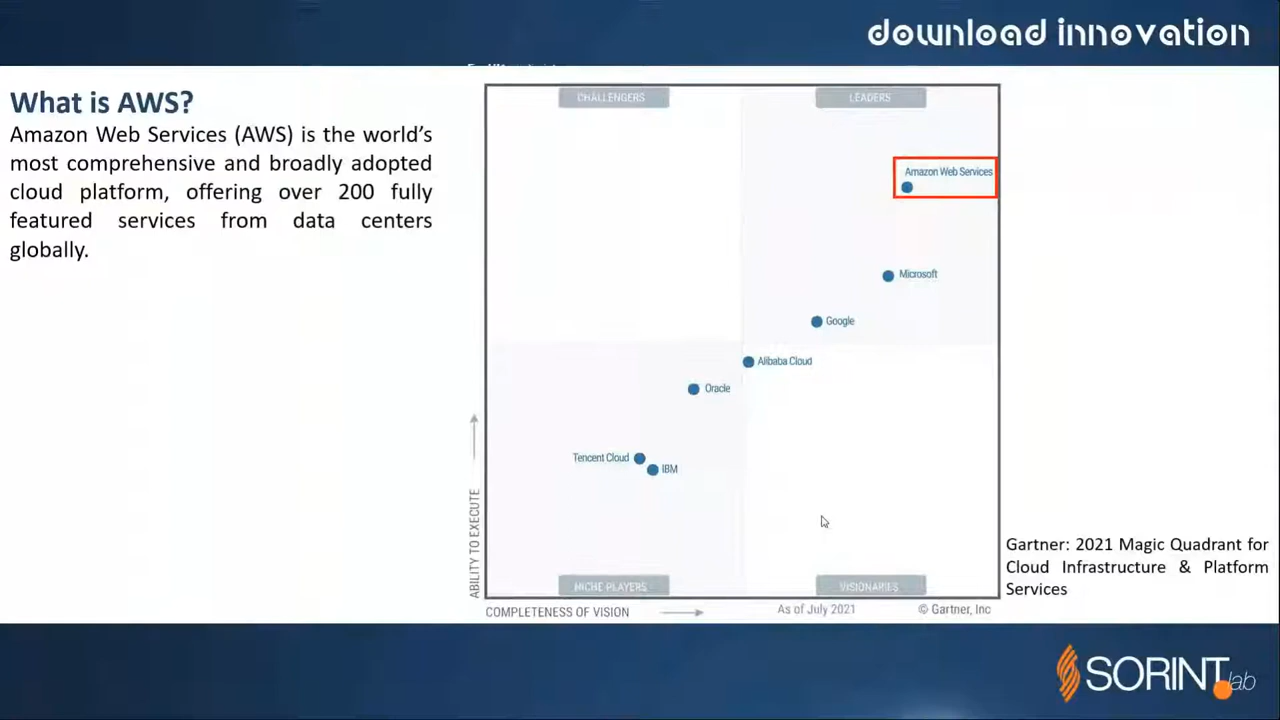 download innovation
What is AWS?
Amazon Web Services (AWS) is the world's
most comprehensive and broadly adopted
cloud platform, offering over 200 fully
featured services from data centers
globally.
CHALLENGERS
LEADERS
Amazon Web Services
Microsoft
Google
Alibaba Cloud
Oracle
Tencent Cloud
IBM
ABILITY TO EXECUTE
NICHE PLAYERS
VISIONARIES
COMPLETENESS OF VISION
As of July 2021
© Gartner, Inc
Gartner: 2021 Magic Quadrant for
Cloud Infrastructure & Platform
Services
SORINT.lab